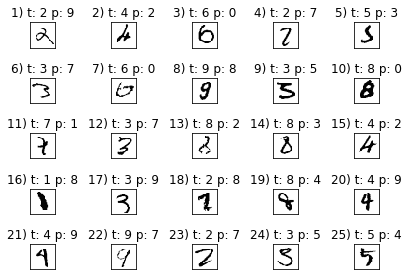 1) t: 2 p: 9 2) t: 4 p: 2 3) t: 6 p: 0 4) t: 2 p: 7 5) t: 5 p: 3
6) t: 3 p: 7 7) t: 6 p: 0 8) t: 9 p: 8 9) t: 3 p: 5 10) t: 8 p: 0
11) t: 7 p: 1 12) t: 3 p: 7 13) t: 8 p: 2 14) t: 8 p: 3 15) t: 4 p: 2
16) t: 1 p: 8 17) t: 3 p: 9 18) t: 2 p: 8 19) t: 8 p: 4 20) t: 4 p: 9
21) t: 4 p: 9 22) t: 9 p: 7 23) t: 2 p: 7 24) t: 3 p: 5 25) t: 5 p: 4